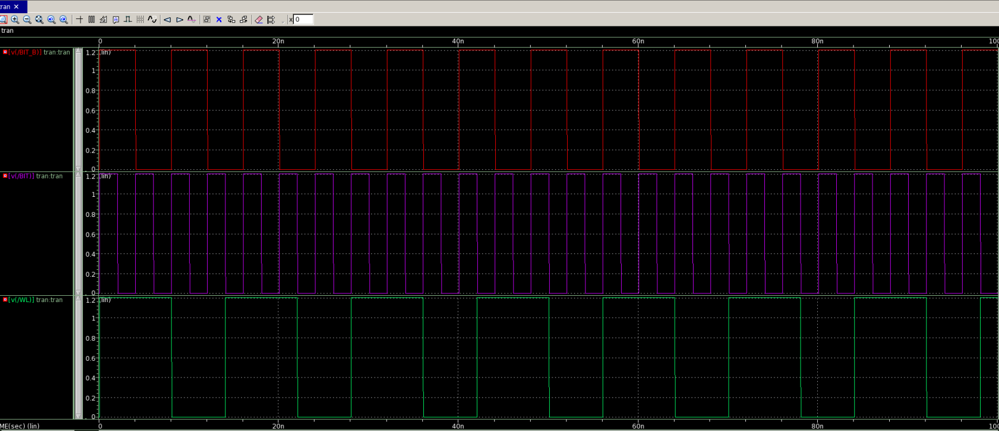 tran ×
x 0
tran
0 20n 40n 60n 80n 100
[v(/BIT_B)] tran:tran
1.2 (lin)
1
0.8
0.6
0.4
0.2
0
[v(/BIT)] tran:tran
1.2 (lin)
1
0.8
0.6
0.4
0.2
0
[v(/WL)] tran:tran
1.2 (lin)
1
0.8
0.6
0.4
0.2
0
ME(sec) (lin) 0 20n 40n 60n 80n 100